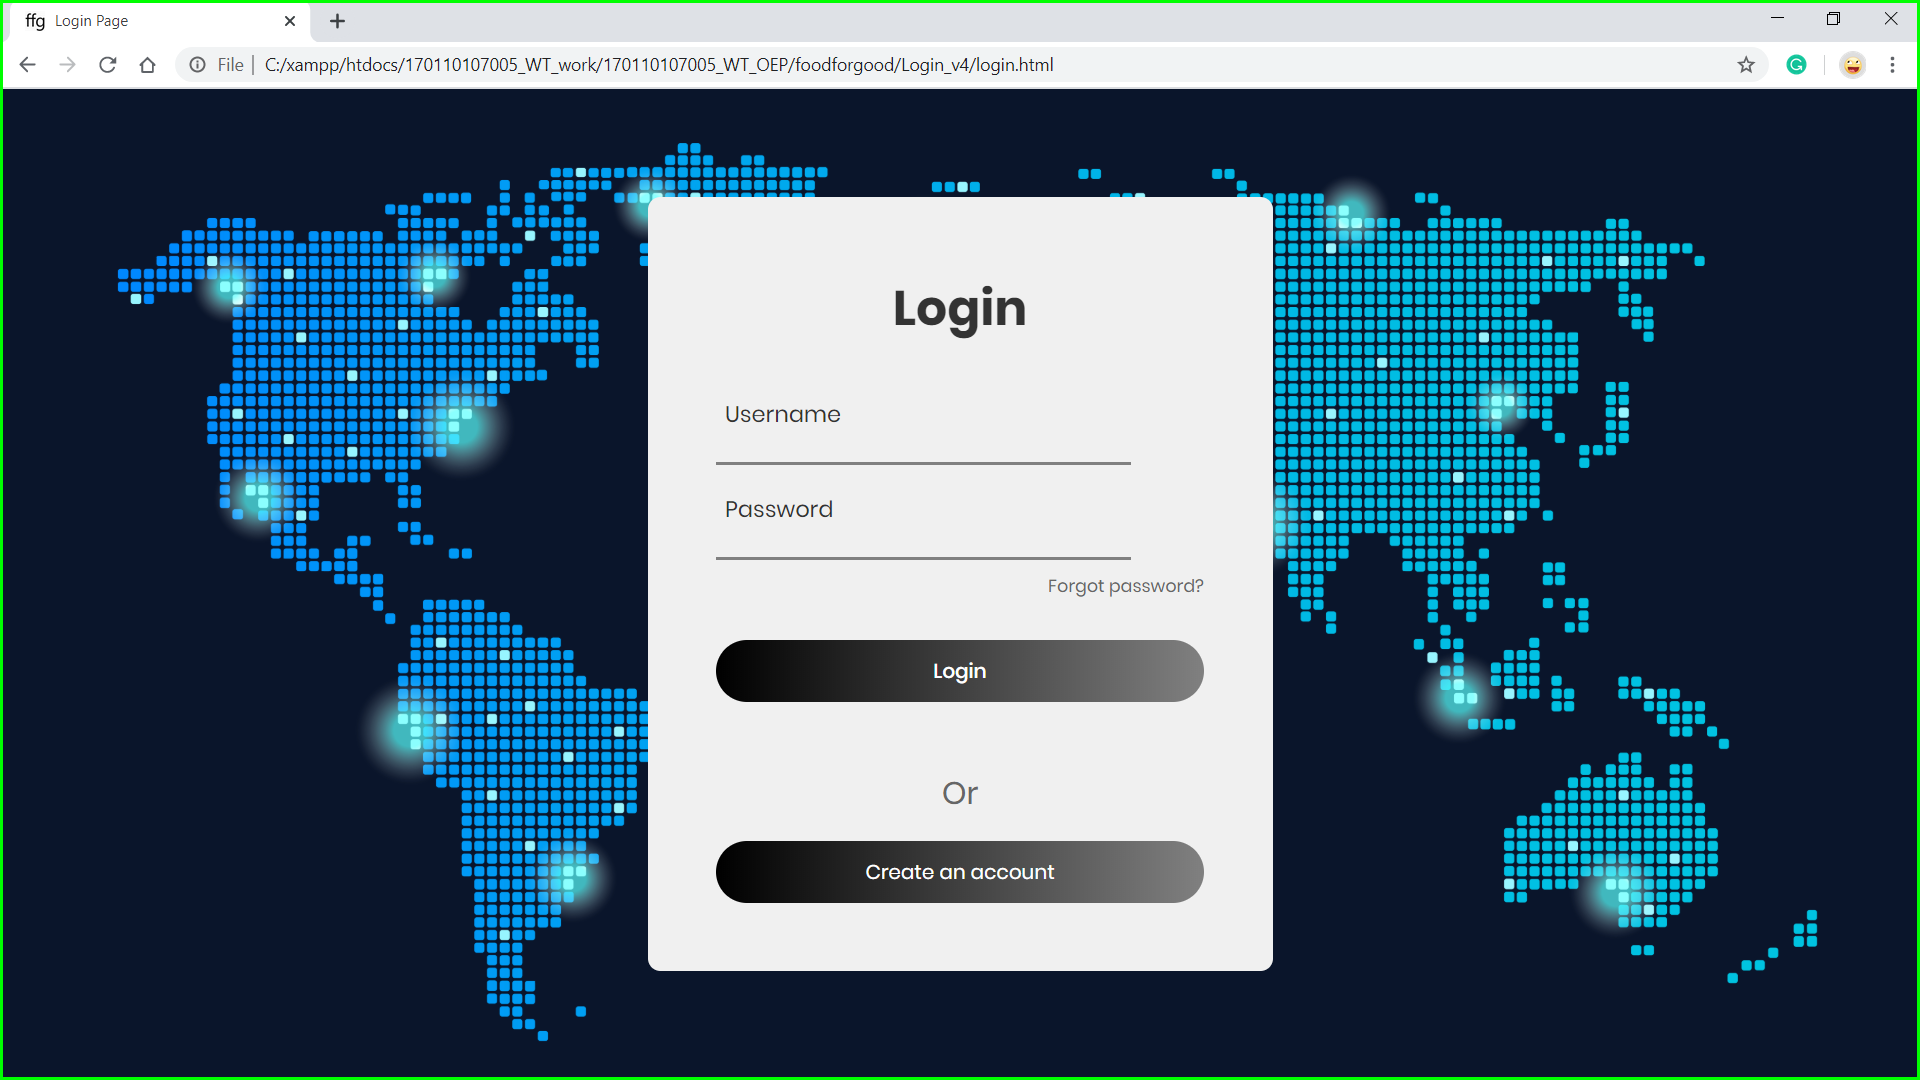 ffg Login Page
File | C:/xampp/htdocs/170110107005_WT_work/170110107005_WT_OEP/foodforgood/Login_v4/login.html
Login
Username
Password
Forgot password?
Login
Or
Create an account